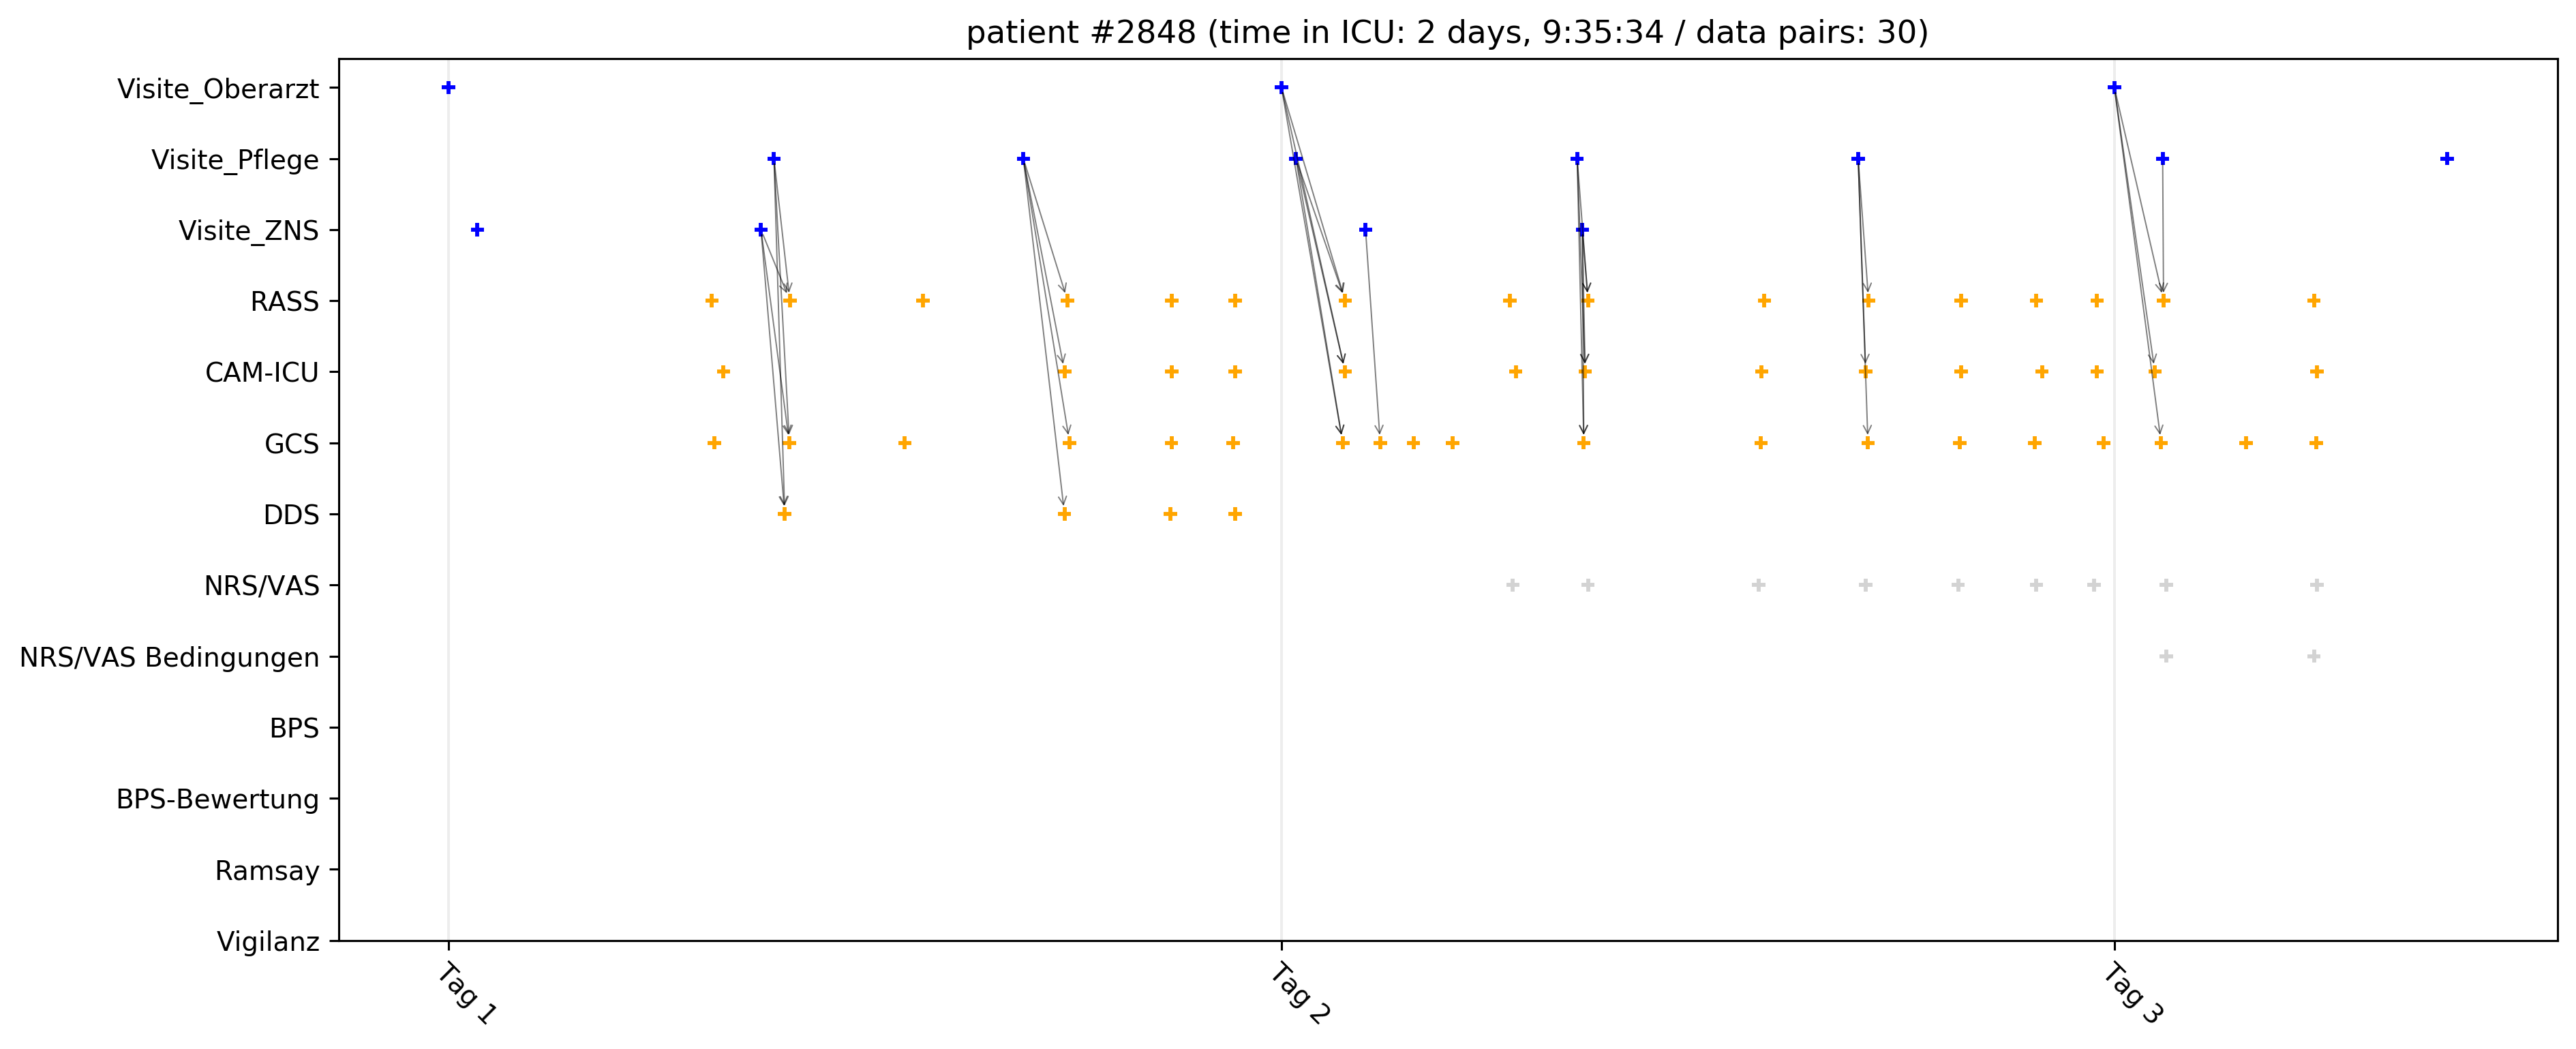 patient #2848 (time in ICU: 2 days, 9:35:34 / data pairs: 30)
Visite_Oberarzt
Visite_Pflege
Visite_ZNS
RASS
CAM-ICU
GCS
DDS
NRS/VAS
NRS/VAS Bedingungen
BPS
BPS-Bewertung
Ramsay
Vigilanz
Tag 1
Tag 2
Tag 3